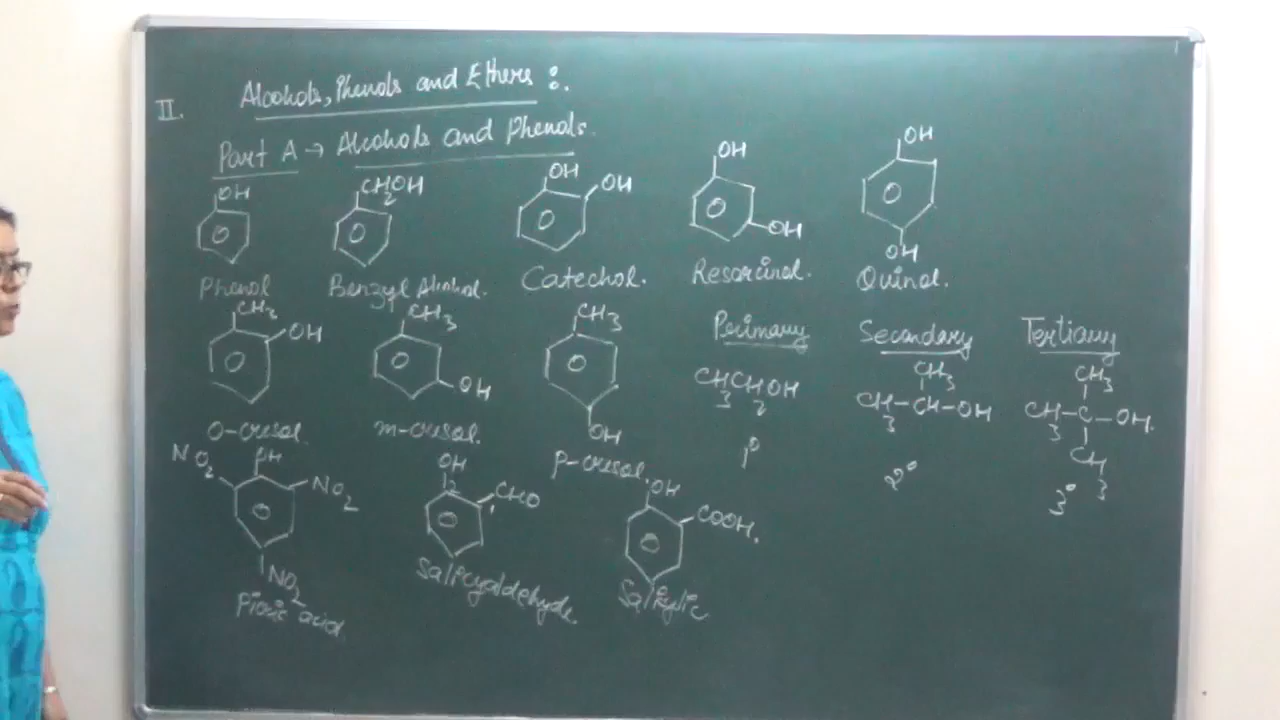 II. Alcohols, Phenols and Ethers :.
Part A → Alcohols and Phenols.
OH CH2OH OH OH OH OH OH OH
Phenol Benzyl Alcohol. Catechol. Resorcinol. Quinol.
CH3 OH CH3 OH CH3 OH
o-cresol. m-cresol. p-cresol.
Primary Secondary Tertiary
CH3CH2OH
1°
CH3
CH3-CH-OH
2°
CH3
CH3-C-OH.
CH3
3°
NO2 OH NO2 NO2
Picric acid.
OH CHO
2 1
Salicyaldehyde.
OH COOH.